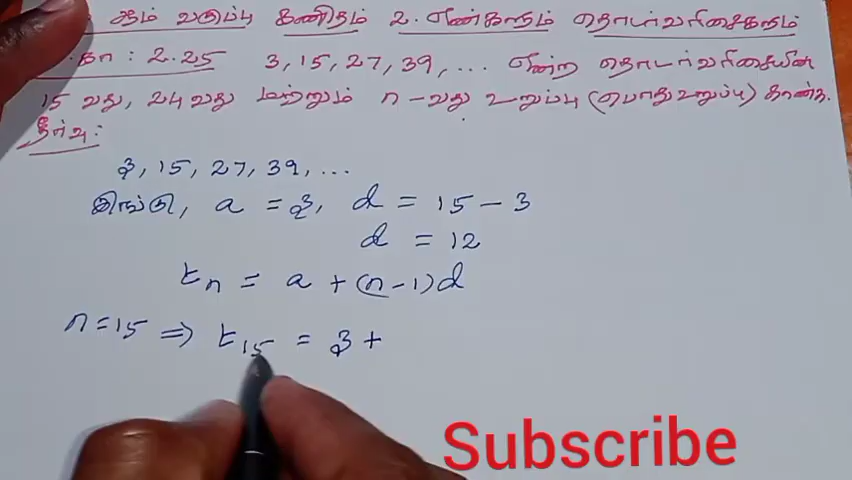 ஆம் வகுப்பு கணிதம் 2. எண்களும் தொடர்வரிசைகளும்
.கா : 2.25 3, 15, 27, 39, ... என்ற தொடர்வரிசையின்
15 வது, 24 வது மற்றும் n - வது உறுப்பு (பொது உறுப்பு) காண்க.
தீர்வு :
3, 15, 27, 39, ...
இங்கு, a = 3, d = 15 - 3
d = 12
tₙ = a + (n - 1) d
n = 15 ⇒ t₁₅ = 3 +
Subscribe